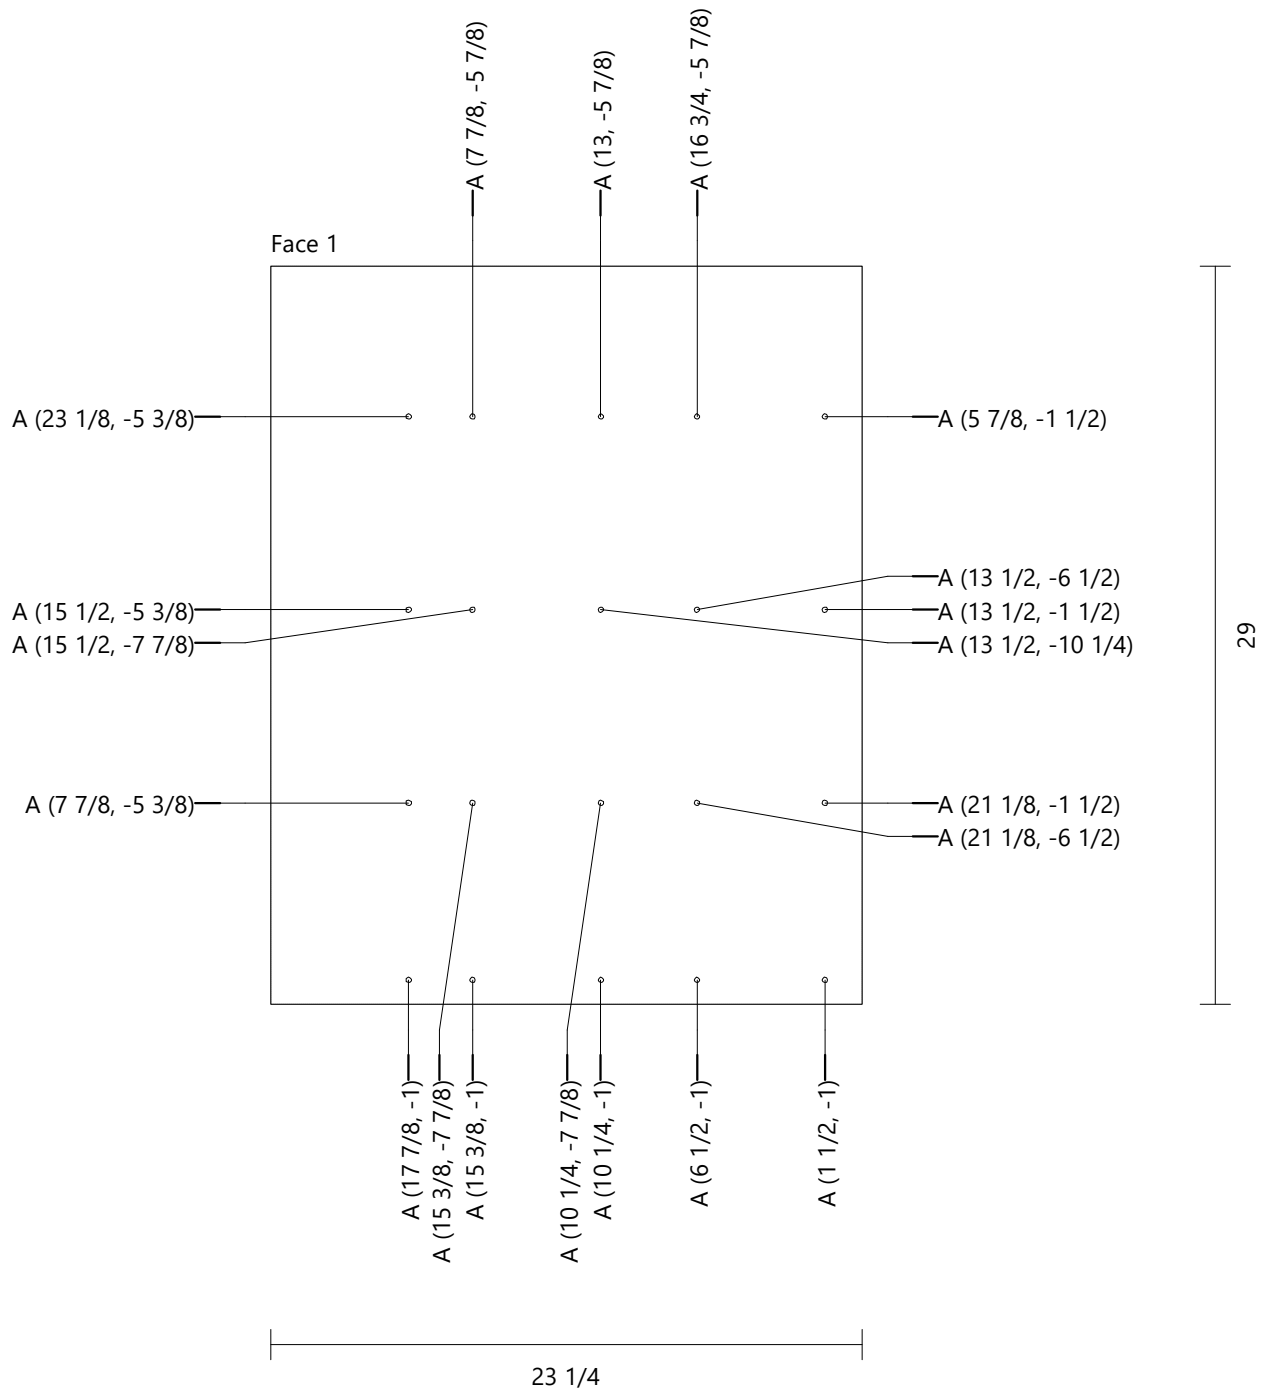 A (7 7/8, -5 7/8)
A (13, -5 7/8)
A (16 3/4, -5 7/8)
Face 1
A (23 1/8, -5 3/8)
A (5 7/8, -1 1/2)
A (13 1/2, -6 1/2)
A (15 1/2, -5 3/8)
A (13 1/2, -1 1/2)
A (15 1/2, -7 7/8)
A (13 1/2, -10 1/4)
29
A (7 7/8, -5 3/8)
A (21 1/8, -1 1/2)
A (21 1/8, -6 1/2)
A (17 7/8, -1)
A (15 3/8, -7 7/8)
A (15 3/8, -1)
A (10 1/4, -7 7/8)
A (10 1/4, -1)
A (6 1/2, -1)
A (1 1/2, -1)
23 1/4